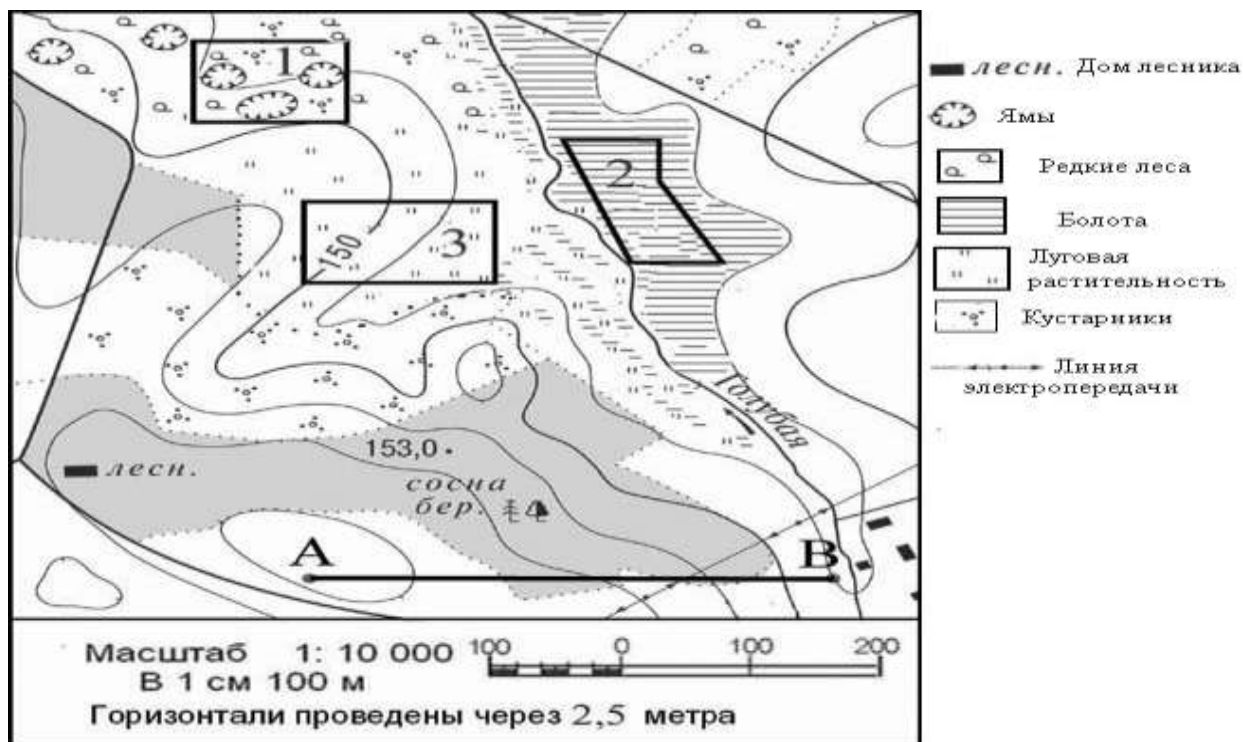 1
2
3
150
153,0
лесн.
сосна
бер.
Голубая
А
В
Масштаб 1: 10 000
В 1 см 100 м
Горизонтали проведены через 2,5 метра
100 0 100 200
лесн. Дом лесника
Ямы
Редкие леса
Болота
Луговая
растительность
Кустарники
Линия
электропередачи